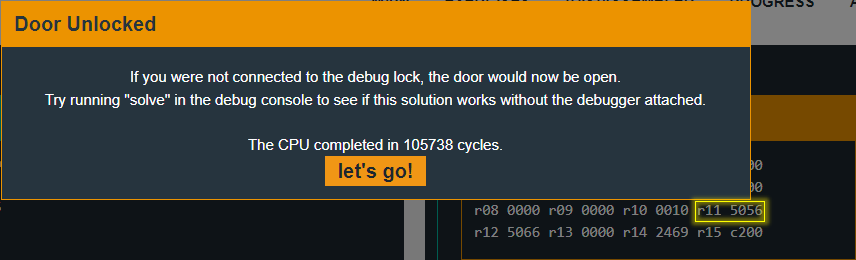 PROGRESS
Door Unlocked
If you were not connected to the debug lock, the door would now be open.
Try running "solve" in the debug console to see if this solution works without the debugger attached.
The CPU completed in 105738 cycles.
let's go!
r08 0000 r09 0000 r10 0010 r11 5056
r12 5066 r13 0000 r14 2469 r15 c200